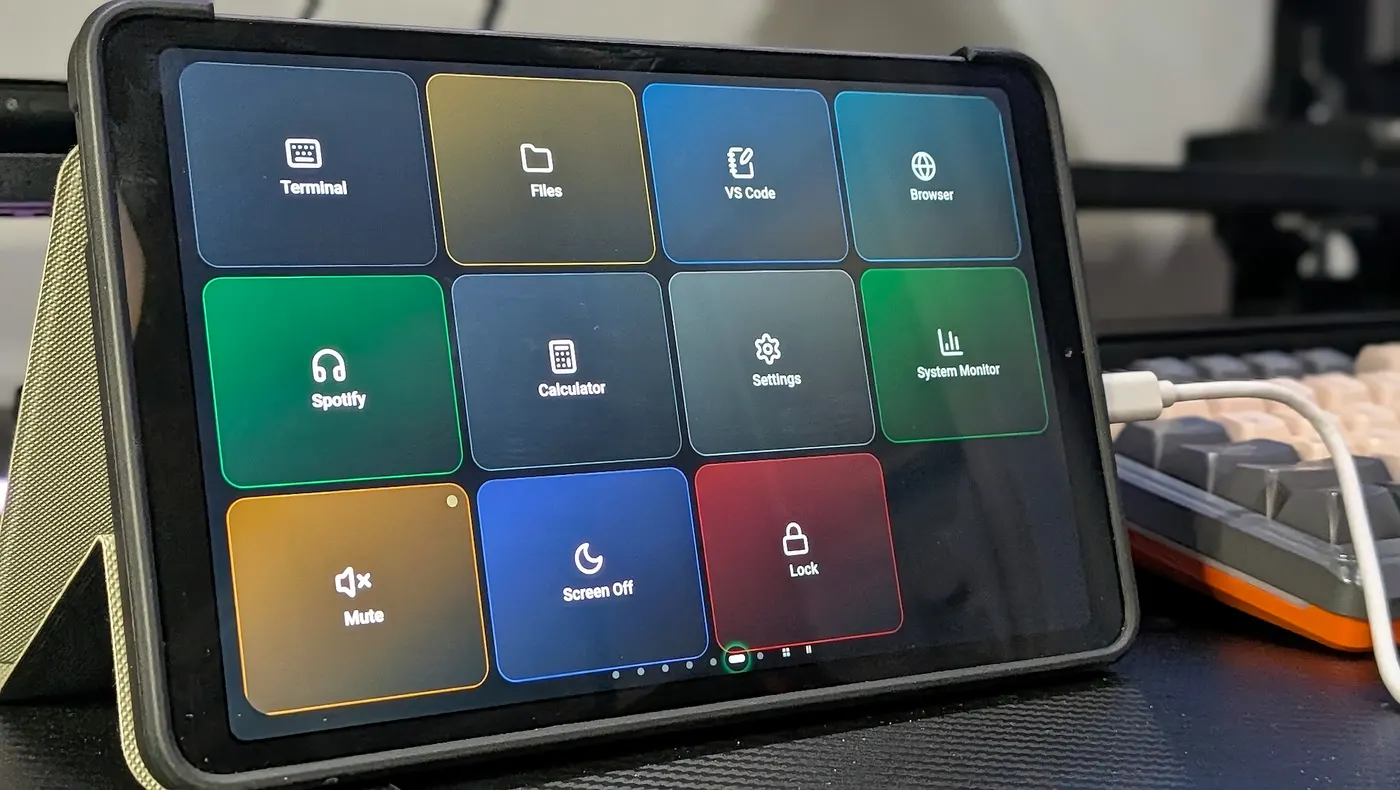 Terminal
Files
VS Code
Browser
Spotify
Calculator
Settings
System Monitor
Mute
Screen Off
Lock